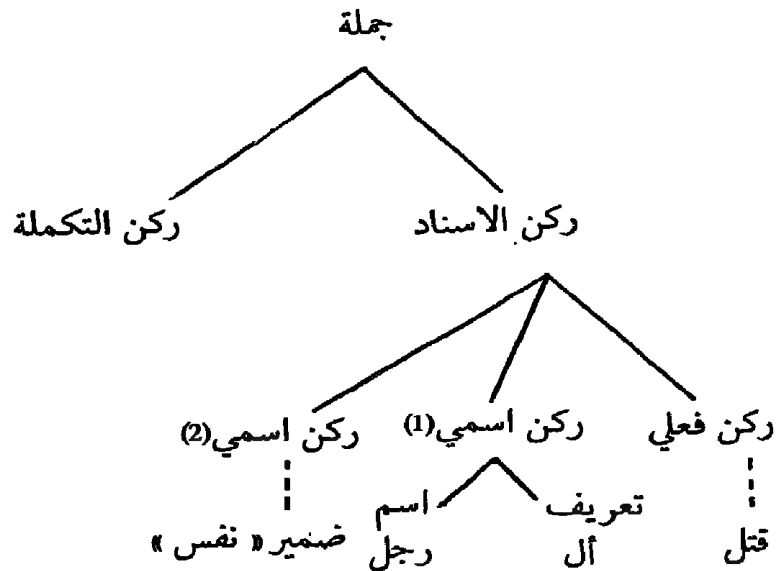 جملة
ركن الاسناد ركن التكملة
ركن فعلي ركن اسمي(1) ركن اسمي(2)
تعريف اسم
قتل أل رجل ضمير « نفس »